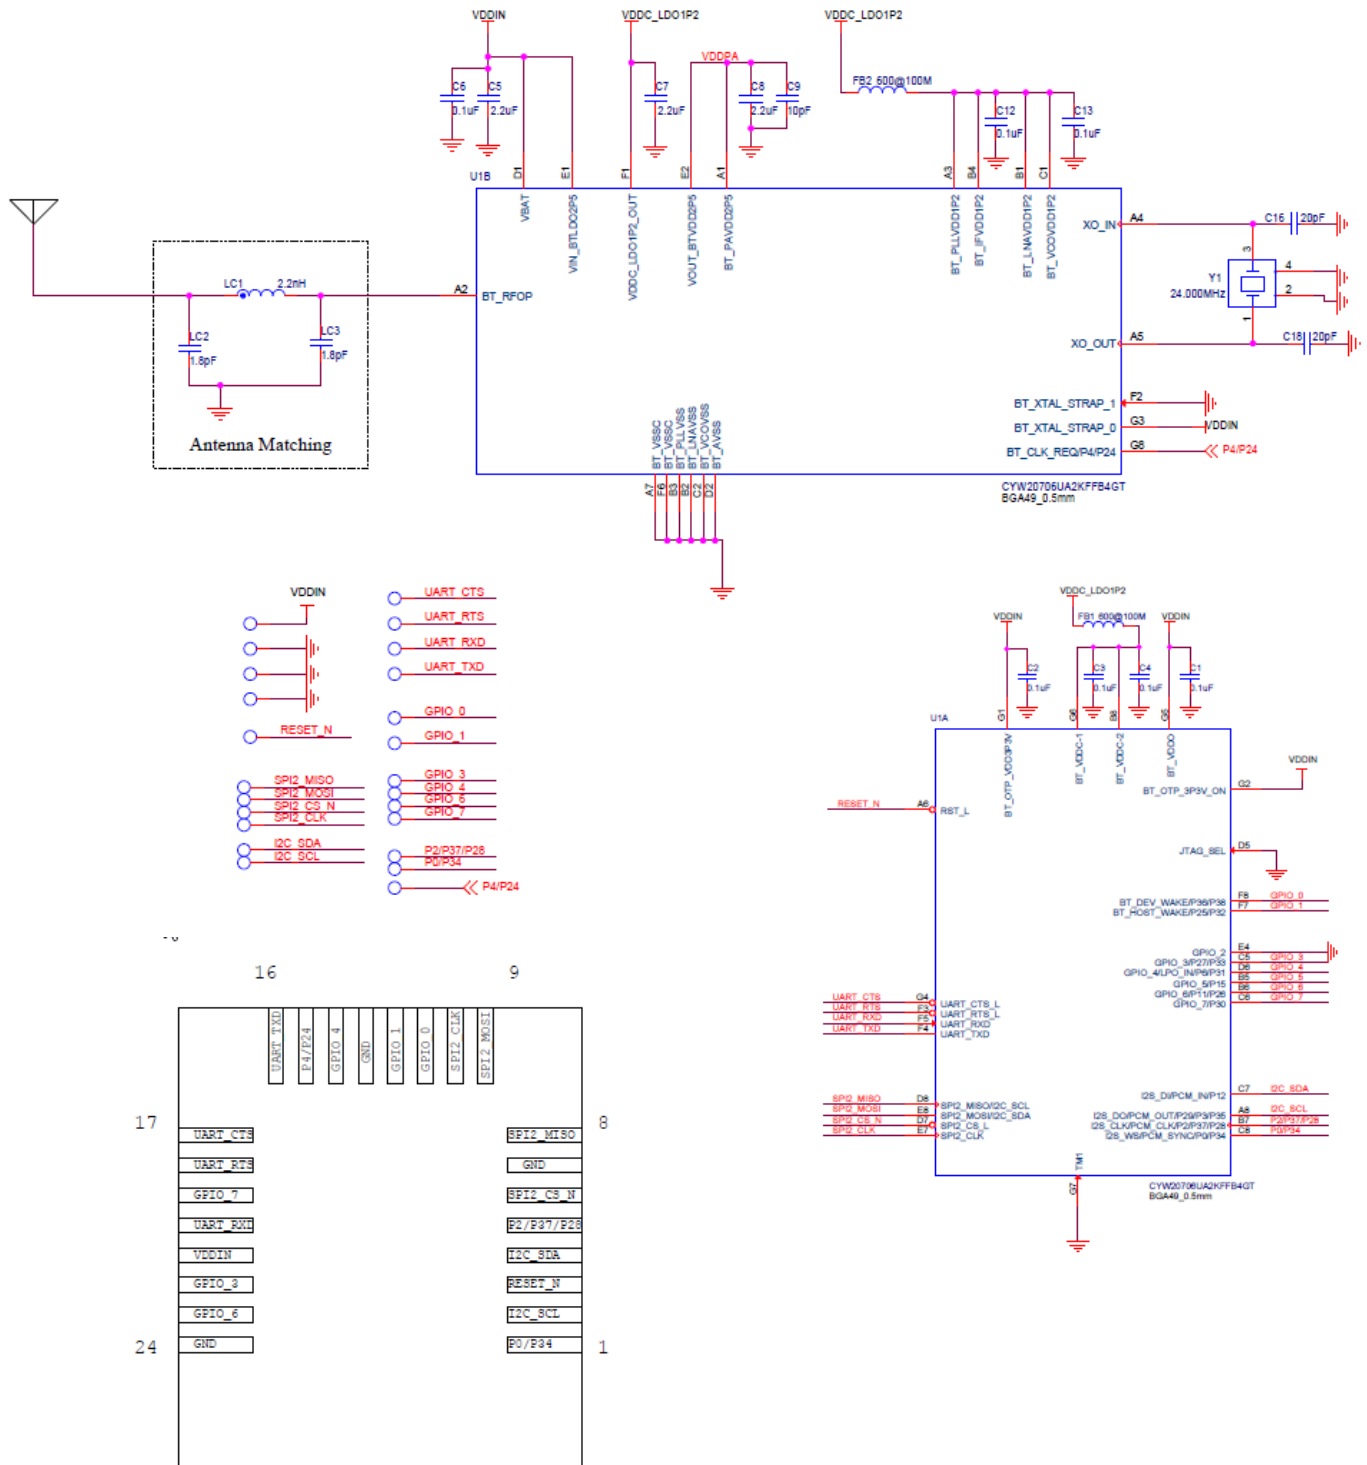 VDDIN
VDDC_LDO1P2
VDDC_LDO1P2
VDDPA
FB2 600@100M
C6
0.1uF
C5
2.2uF
C7
2.2uF
C8
2.2uF
C9
10pF
C12
0.1uF
C13
0.1uF
U1B
D1
E1
F1
E2
A1
A3
B4
B1
C1
VBAT
VIN_BTLDO2P5
VDDC_LDO1P2_OUT
VOUT_BTVDD2P5
BT_PAVDD2P5
BT_PLLVDD1P2
BT_IFVDD1P2
BT_LNAVDD1P2
BT_VCOVDD1P2
XO_IN
A4
C16
20pF
3
4
Y1
24.000MHz
2
1
XO_OUT
A5
C18
20pF
LC1
2.2nH
A2
BT_RFOP
LC2
1.8pF
LC3
1.8pF
Antenna Matching
BT_XTAL_STRAP_1
F2
BT_XTAL_STRAP_0
G3
VDDIN
BT_CLK_REQ/P4/P24
G8
P4/P24
BT_VSSC
BT_VSSC
BT_PLLVSS
BT_LNAVSS
BT_VCOVSS
BT_AVSS
A7
F6
B3
B2
C2
D2
CYW20706UA2KFFB4GT
BGA49_0.5mm
VDDIN
RESET_N
SPI2_MISO
SPI2_MOSI
SPI2_CS_N
SPI2_CLK
I2C_SDA
I2C_SCL
UART_CTS
UART_RTS
UART_RXD
UART_TXD
GPIO_0
GPIO_1
GPIO_3
GPIO_4
GPIO_6
GPIO_7
P2/P37/P28
P0/P34
P4/P24
VDDC_LDO1P2
VDDIN
FB1 600@100M
VDDIN
C2
0.1uF
C3
0.1uF
C4
0.1uF
C1
0.1uF
U1A
G1
G6
B8
G5
BT_OTP_VDD3P3V
BT_VDDC-1
BT_VDDC-2
BT_VDDO
VDDIN
BT_OTP_3P3V_ON
G2
RESET_N
A6
RST_L
JTAG_SEL
D5
BT_DEV_WAKE/P36/P38
F8
GPIO_0
BT_HOST_WAKE/P25/P32
F7
GPIO_1
GPIO_2
E4
GPIO_3/P27/P33
C5
GPIO_3
GPIO_4/LPO_IN/P6/P31
D6
GPIO_4
GPIO_5/P15
B5
GPIO_5
GPIO_6/P11/P26
B6
GPIO_6
GPIO_7/P30
C6
GPIO_7
UART_CTS
G4
UART_CTS_L
UART_RTS
F3
UART_RTS_L
UART_RXD
F5
UART_RXD
UART_TXD
F4
UART_TXD
SPI2_MISO
D8
SPI2_MISO/I2C_SCL
SPI2_MOSI
E8
SPI2_MOSI/I2C_SDA
SPI2_CS_N
D7
SPI2_CS_L
SPI2_CLK
E7
SPI2_CLK
I2S_DI/PCM_IN/P12
C7
I2C_SDA
I2S_DO/PCM_OUT/P29/P3/P35
A8
I2C_SCL
I2S_CLK/PCM_CLK/P2/P37/P28
B7
P2/P37/P28
I2S_WS/PCM_SYNC/P0/P34
C8
P0/P34
TM1
G7
CYW20706UA2KFFB4GT
BGA49_0.5mm
16
9
UART_TXD
P4/P24
GPIO_4
GND
GPIO_1
GPIO_0
SPI2_CLK
SPI2_MOSI
17
8
UART_CTS
SPI2_MISO
UART_RTS
GND
GPIO_7
SPI2_CS_N
UART_RXD
P2/P37/P28
VDDIN
I2C_SDA
GPIO_3
RESET_N
GPIO_6
I2C_SCL
24
GND
P0/P34
1